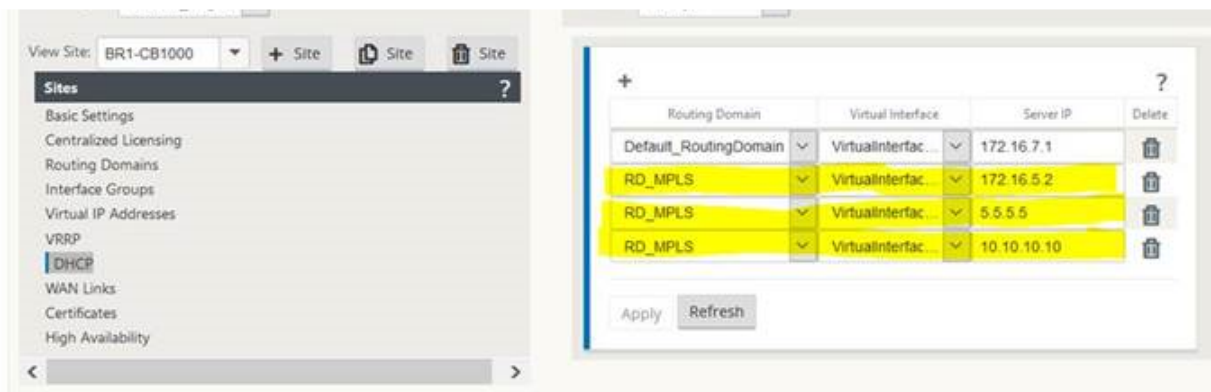 View Site: BR1-CB1000 + Site Site Site
Sites ?
Basic Settings
Centralized Licensing
Routing Domains
Interface Groups
Virtual IP Addresses
VRRP
DHCP
WAN Links
Certificates
High Availability
+ ?
Routing Domain Virtual Interface Server IP Delete
Default_RoutingDomain VirtualInterfac... 172.16.7.1
RD_MPLS VirtualInterfac... 172.16.5.2
RD_MPLS VirtualInterfac... 5.5.5.5
RD_MPLS VirtualInterfac... 10.10.10.10
Apply Refresh